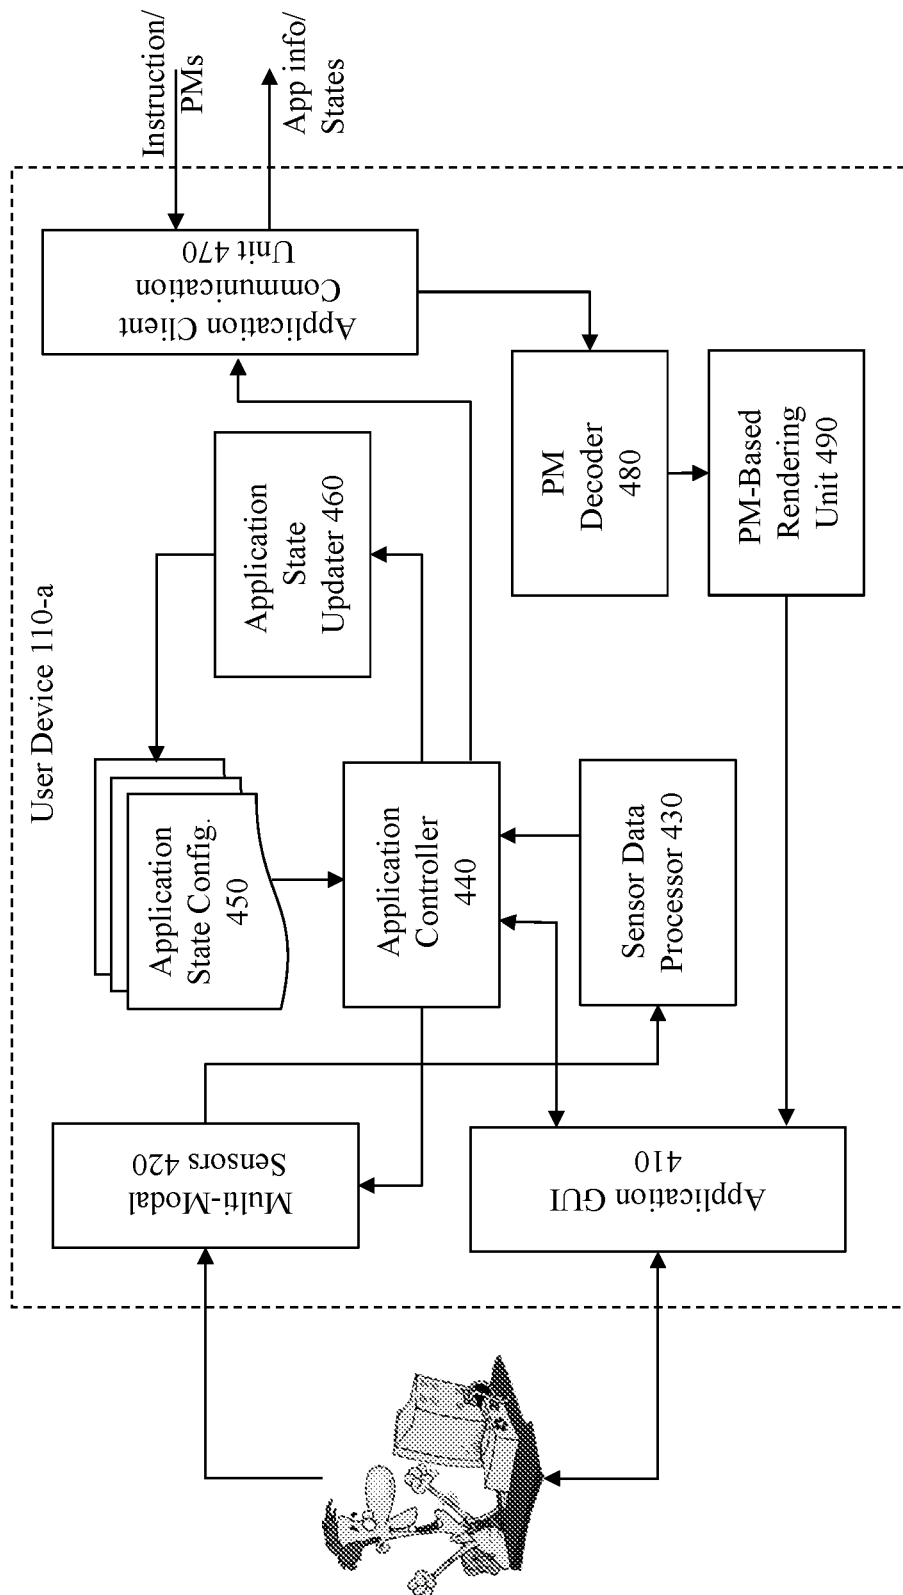 User Device 110-a
Multi-Modal
Sensors 420
Application
State Config.
450
Application
State
Updater 460
Application Client
Communication
Unit 470
Instruction/
PMs
App info/
States
Application
Controller
440
Application GUI
410
Sensor Data
Processor 430
PM
Decoder
480
PM-Based
Rendering
Unit 490